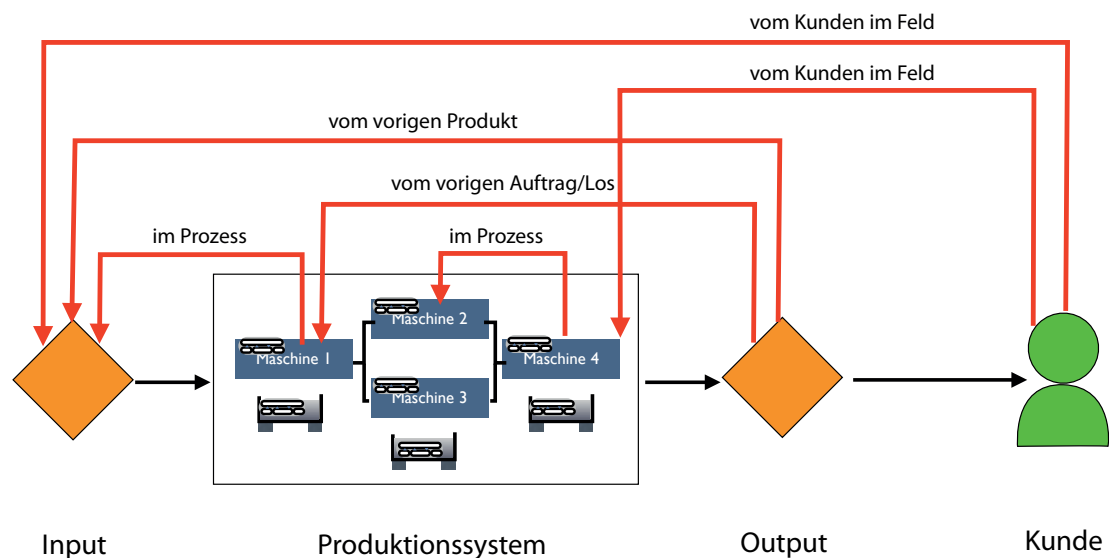 vom Kunden im Feld
vom Kunden im Feld
vom vorigen Produkt
vom vorigen Auftrag/Los
im Prozess
im Prozess
Maschine 2
Maschine 1
Maschine 4
Maschine 3
Input
Produktionssystem
Output
Kunde